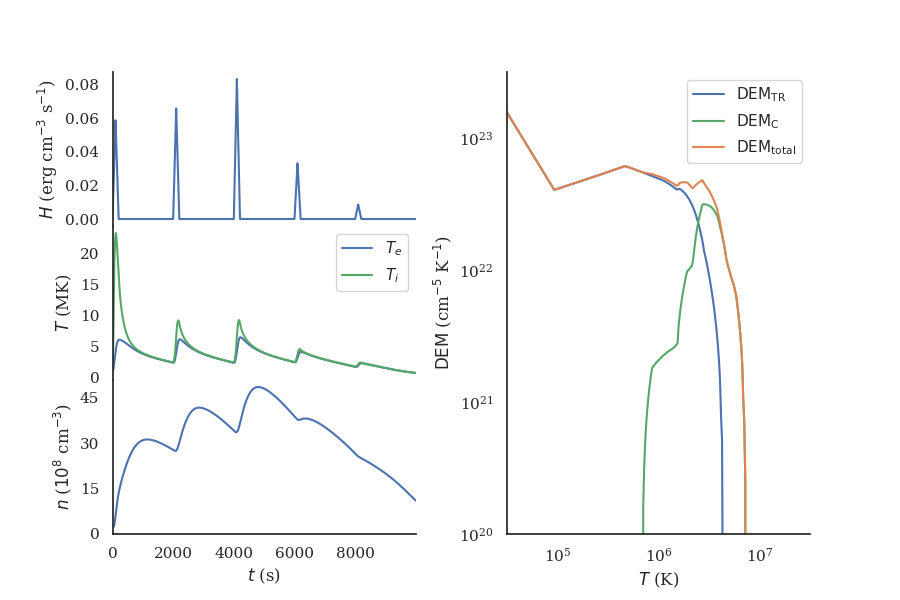 H (erg cm⁻³ s⁻¹)
0.08
0.06
0.04
0.02
0.00
T (MK)
20
15
10
5
0
Tₑ
Tᵢ
n (10⁸ cm⁻³)
45
30
15
0
0 2000 4000 6000 8000
t (s)
DEM (cm⁻⁵ K⁻¹)
10²³
10²²
10²¹
10²⁰
DEM_TR
DEM_C
DEM_total
10⁵ 10⁶ 10⁷
T (K)